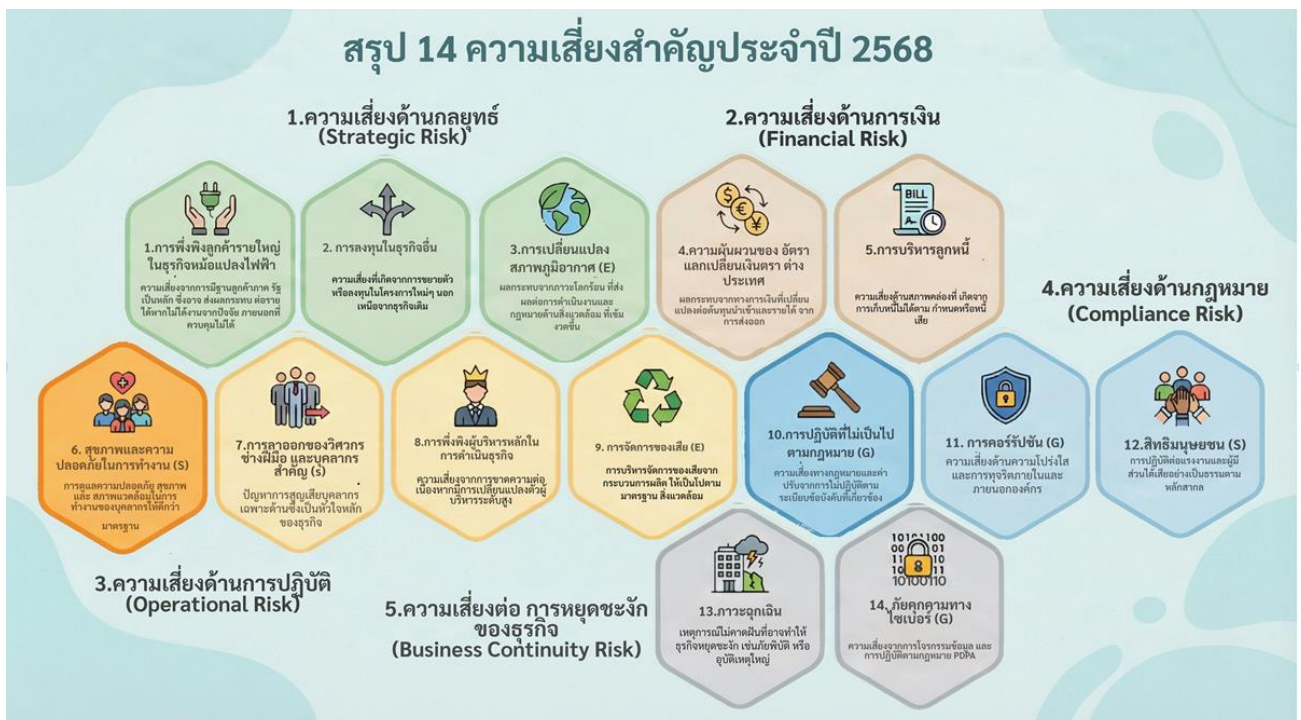 สรุป 14 ความเสี่ยงสำคัญประจำปี 2568
1.ความเสี่ยงด้านกลยุทธ์
(Strategic Risk)
2.ความเสี่ยงด้านการเงิน
(Financial Risk)
1.การพึ่งพิงลูกค้ารายใหญ่
ในธุรกิจหม้อแปลงไฟฟ้า
ความเสี่ยงจากการมีฐานลูกค้าภาค รัฐ
เป็นหลัก ซึ่งอาจ ส่งผลกระทบ ต่อราย
ได้หากไม่ได้งานจากปัจจัย ภายนอกที่
ควบคุมไม่ได้
2. การลงทุนในธุรกิจอื่น
ความเสี่ยงที่เกิดจากการขยายตัว
หรือลงทุนในโครงการใหม่ๆ นอก
เหนือจากธุรกิจเดิม
3.การเปลี่ยนแปลง
สภาพภูมิอากาศ (E)
ผลกระทบจากภาวะโลกร้อน ที่ส่ง
ผลต่อการดำเนินงานและ
กฎหมายด้านสิ่งแวดล้อม ที่เข้ม
งวดขึ้น
4.ความผันผวนของ อัตรา
แลกเปลี่ยนเงินตรา ต่าง
ประเทศ
ผลกระทบจากทางการเงินที่เปลี่ยน
แปลงต่อต้นทุนนำเข้าและรายได้ จาก
การส่งออก
BILL
5.การบริหารลูกหนี้
ความเสี่ยงด้านสภาพคล่องที่ เกิดจาก
การเก็บหนี้ไม่ได้ตาม กำหนดหรือหนี้
เสีย
4.ความเสี่ยงด้านกฎหมาย
(Compliance Risk)
6. สุขภาพและความ
ปลอดภัยในการทำงาน (S)
การดูแลความปลอดภัย สุขภาพ
และ สภาพแวดล้อมในการ
ทำงานของบุคลากรให้ดีกว่า
มาตรฐาน
7.การลาออกของวิศวกร
ช่างฝีมือ และบุคลากร
สำคัญ (s)
ปัญหาการสูญเสียบุคลากร
เฉพาะด้านซึ่งเป็นหัวใจหลัก
ของธุรกิจ
8.การพึ่งพิงผู้บริหารหลักใน
การดำเนินธุรกิจ
ความเสี่ยงจากการขาดความต่อ
เนื่องหากมีการเปลี่ยนแปลงตัวผู้
บริหารระดับสูง
9. การจัดการของเสีย (E)
การบริหารจัดการของเสียจาก
กระบวนการผลิต ให้เป็นไปตาม
มาตรฐาน สิ่งแวดล้อม
10.การปฏิบัติที่ไม่เป็นไป
ตามกฎหมาย (G)
ความเสี่ยงทางกฎหมายและค่า
ปรับจากการไม่ปฏิบัติตาม
ระเบียบข้อบังคับที่เกี่ยวข้อง
11. การคอร์รัปชัน (G)
ความเสี่ยงด้านความโปร่งใส
และการทุจริตภายในและ
ภายนอกองค์กร
12.สิทธิมนุษยชน (S)
การปฏิบัติต่อแรงงานและผู้มี
ส่วนได้เสียอย่างเป็นธรรมตาม
หลักสากล
3.ความเสี่ยงด้านการปฏิบัติ
(Operational Risk)
5.ความเสี่ยงต่อ การหยุดชะงัก
ของธุรกิจ
(Business Continuity Risk)
13.ภาวะฉุกเฉิน
เหตุการณ์ไม่คาดฝันที่อาจทำให้
ธุรกิจหยุดชะงัก เช่นภัยพิบัติ หรือ
อุบัติเหตุใหญ่
10100110
14. ภัยคุกคามทาง
ไซเบอร์ (G)
ความเสี่ยงจากการโจรกรรมข้อมูล และ
การปฏิบัติตามกฎหมาย PDPA